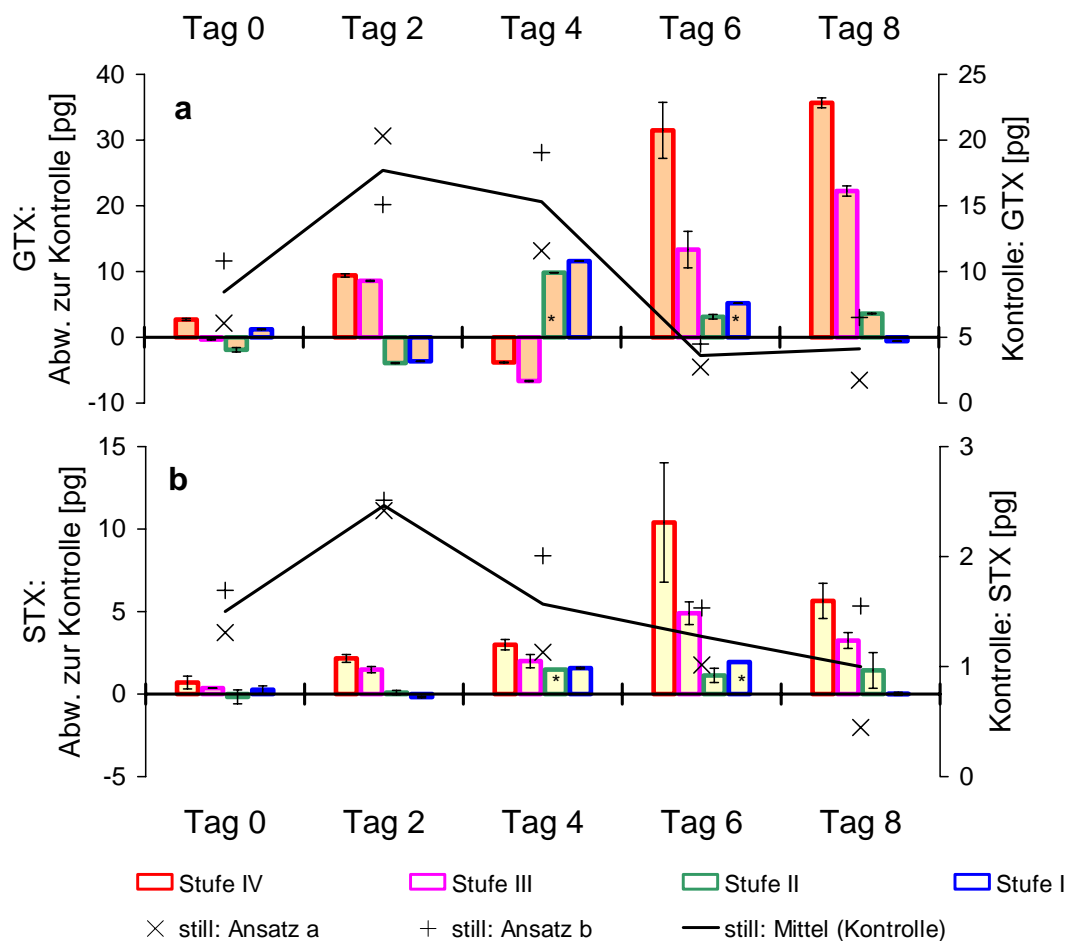 Tag 0 Tag 2 Tag 4 Tag 6 Tag 8
a
GTX:
Abw. zur Kontrolle [pg]
40
30
20
10
0
-10
* *
25
20
15
10
5
0
Kontrolle: GTX [pg]
b
STX:
Abw. zur Kontrolle [pg]
15
10
5
0
-5
* *
3
2
1
0
Kontrolle: STX [pg]
Tag 0 Tag 2 Tag 4 Tag 6 Tag 8
Stufe IV Stufe III Stufe II Stufe I
still: Ansatz a still: Ansatz b still: Mittel (Kontrolle)